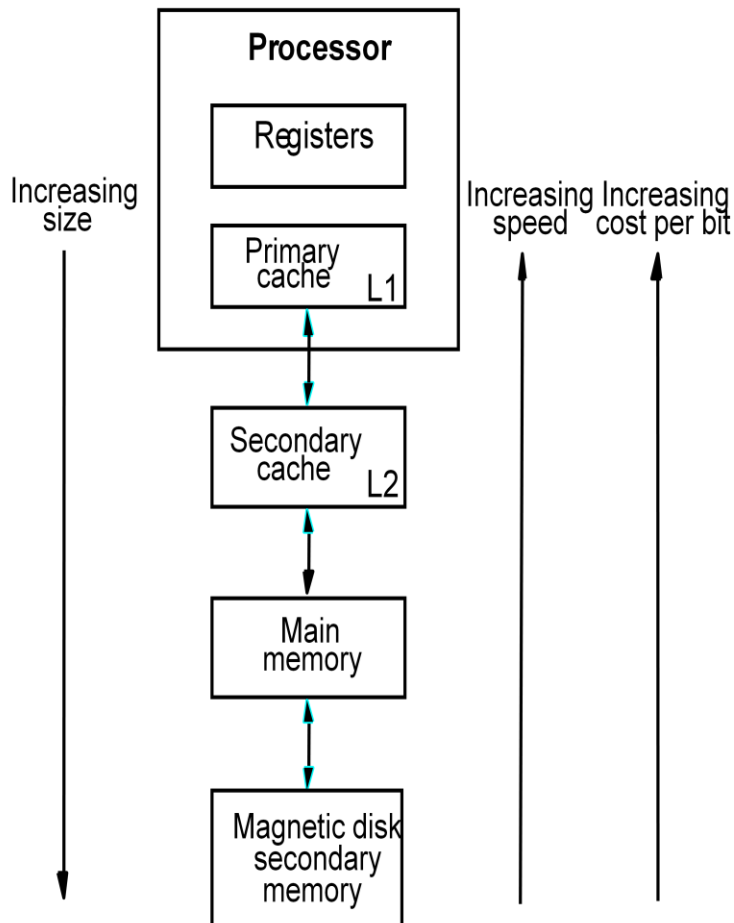 Processor
Registers
Increasing
size
Increasing
speed
Increasing
cost per bit
Primary
cache
L1
Secondary
cache
L2
Main
memory
Magnetic disk
secondary
memory